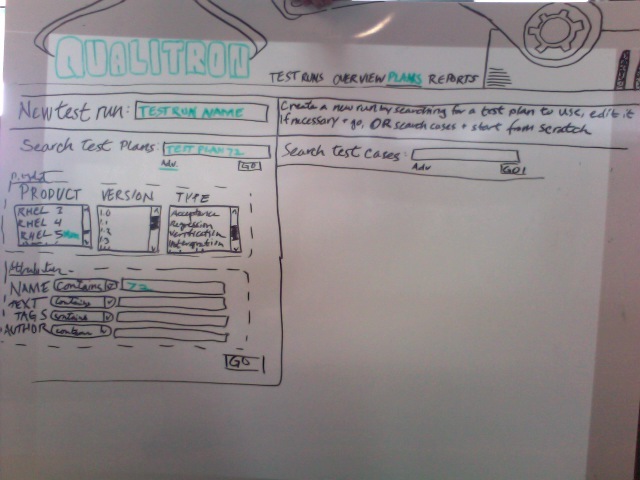 QUALITRON
TEST RUNS OVERVIEW PLANS REPORTS
New test run: TEST RUN NAME
Create a new run by searching for a test plan to use, edit it
if necessary + go, OR search cases + start from scratch
Search Test Plans: TEST PLAN 72
Adv.
GO
Search test cases:
Adv
GO!
Product
PRODUCT VERSION TYPE
RHEL 3
RHEL 4
RHEL 5
1.0
1.1
1.2
1.3
Acceptance
Regression
Verification
Intergration
Attributes
NAME Contains 72
TEXT Contains
TAGS Contains
AUTHOR Contains
GO